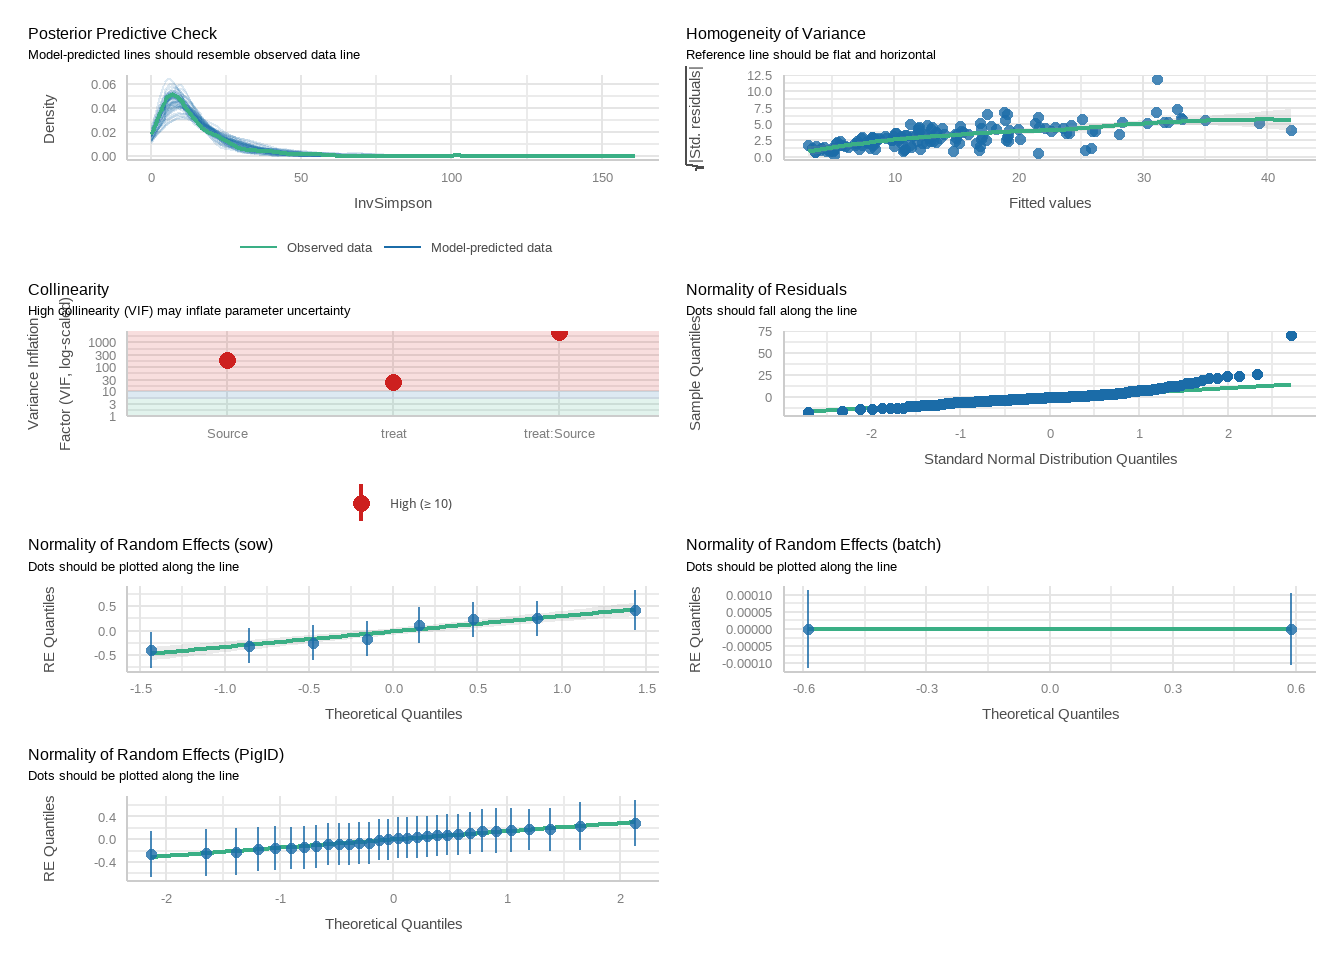 Posterior Predictive Check
Model-predicted lines should resemble observed data line
Density
0.06
0.04
0.02
0.00
0
50
100
150
InvSimpson
Observed data
Model-predicted data
Homogeneity of Variance
Reference line should be flat and horizontal
√|Std. residuals|
12.5
10.0
7.5
5.0
2.5
0.0
10
20
30
40
Fitted values
Collinearity
High collinearity (VIF) may inflate parameter uncertainty
Variance Inflation
Factor (VIF, log-scaled)
1000
300
100
30
10
3
1
Source
treat
treat:Source
High (≥ 10)
Normality of Residuals
Dots should fall along the line
Sample Quantiles
75
50
25
0
-2
-1
0
1
2
Standard Normal Distribution Quantiles
Normality of Random Effects (sow)
Dots should be plotted along the line
RE Quantiles
0.5
0.0
-0.5
-1.5
-1.0
-0.5
0.0
0.5
1.0
1.5
Theoretical Quantiles
Normality of Random Effects (batch)
Dots should be plotted along the line
RE Quantiles
0.00010
0.00005
0.00000
-0.00005
-0.00010
-0.6
-0.3
0.0
0.3
0.6
Theoretical Quantiles
Normality of Random Effects (PigID)
Dots should be plotted along the line
RE Quantiles
0.4
0.0
-0.4
-2
-1
0
1
2
Theoretical Quantiles